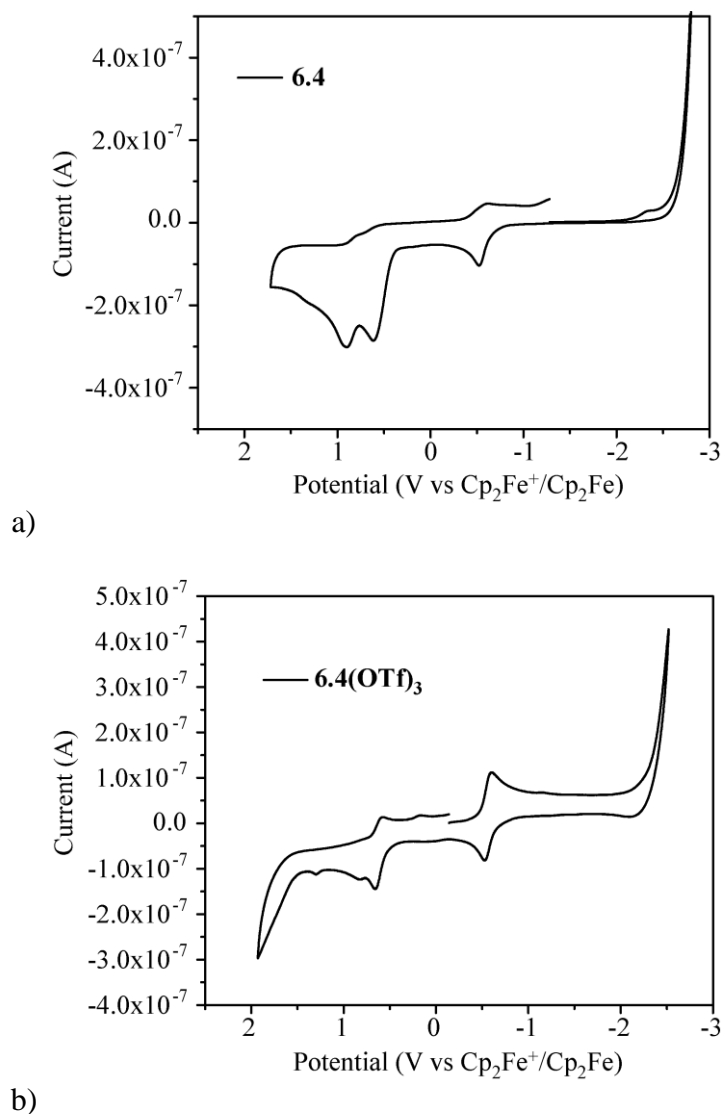 4.0x10⁻⁷
6.4
2.0x10⁻⁷
0.0
-2.0x10⁻⁷
-4.0x10⁻⁷
Current (A)
2 1 0 -1 -2 -3
Potential (V vs Cp₂Fe⁺/Cp₂Fe)
a)
5.0x10⁻⁷
4.0x10⁻⁷
3.0x10⁻⁷
6.4(OTf)₃
2.0x10⁻⁷
1.0x10⁻⁷
0.0
-1.0x10⁻⁷
-2.0x10⁻⁷
-3.0x10⁻⁷
-4.0x10⁻⁷
Current (A)
2 1 0 -1 -2 -3
Potential (V vs Cp₂Fe⁺/Cp₂Fe)
b)